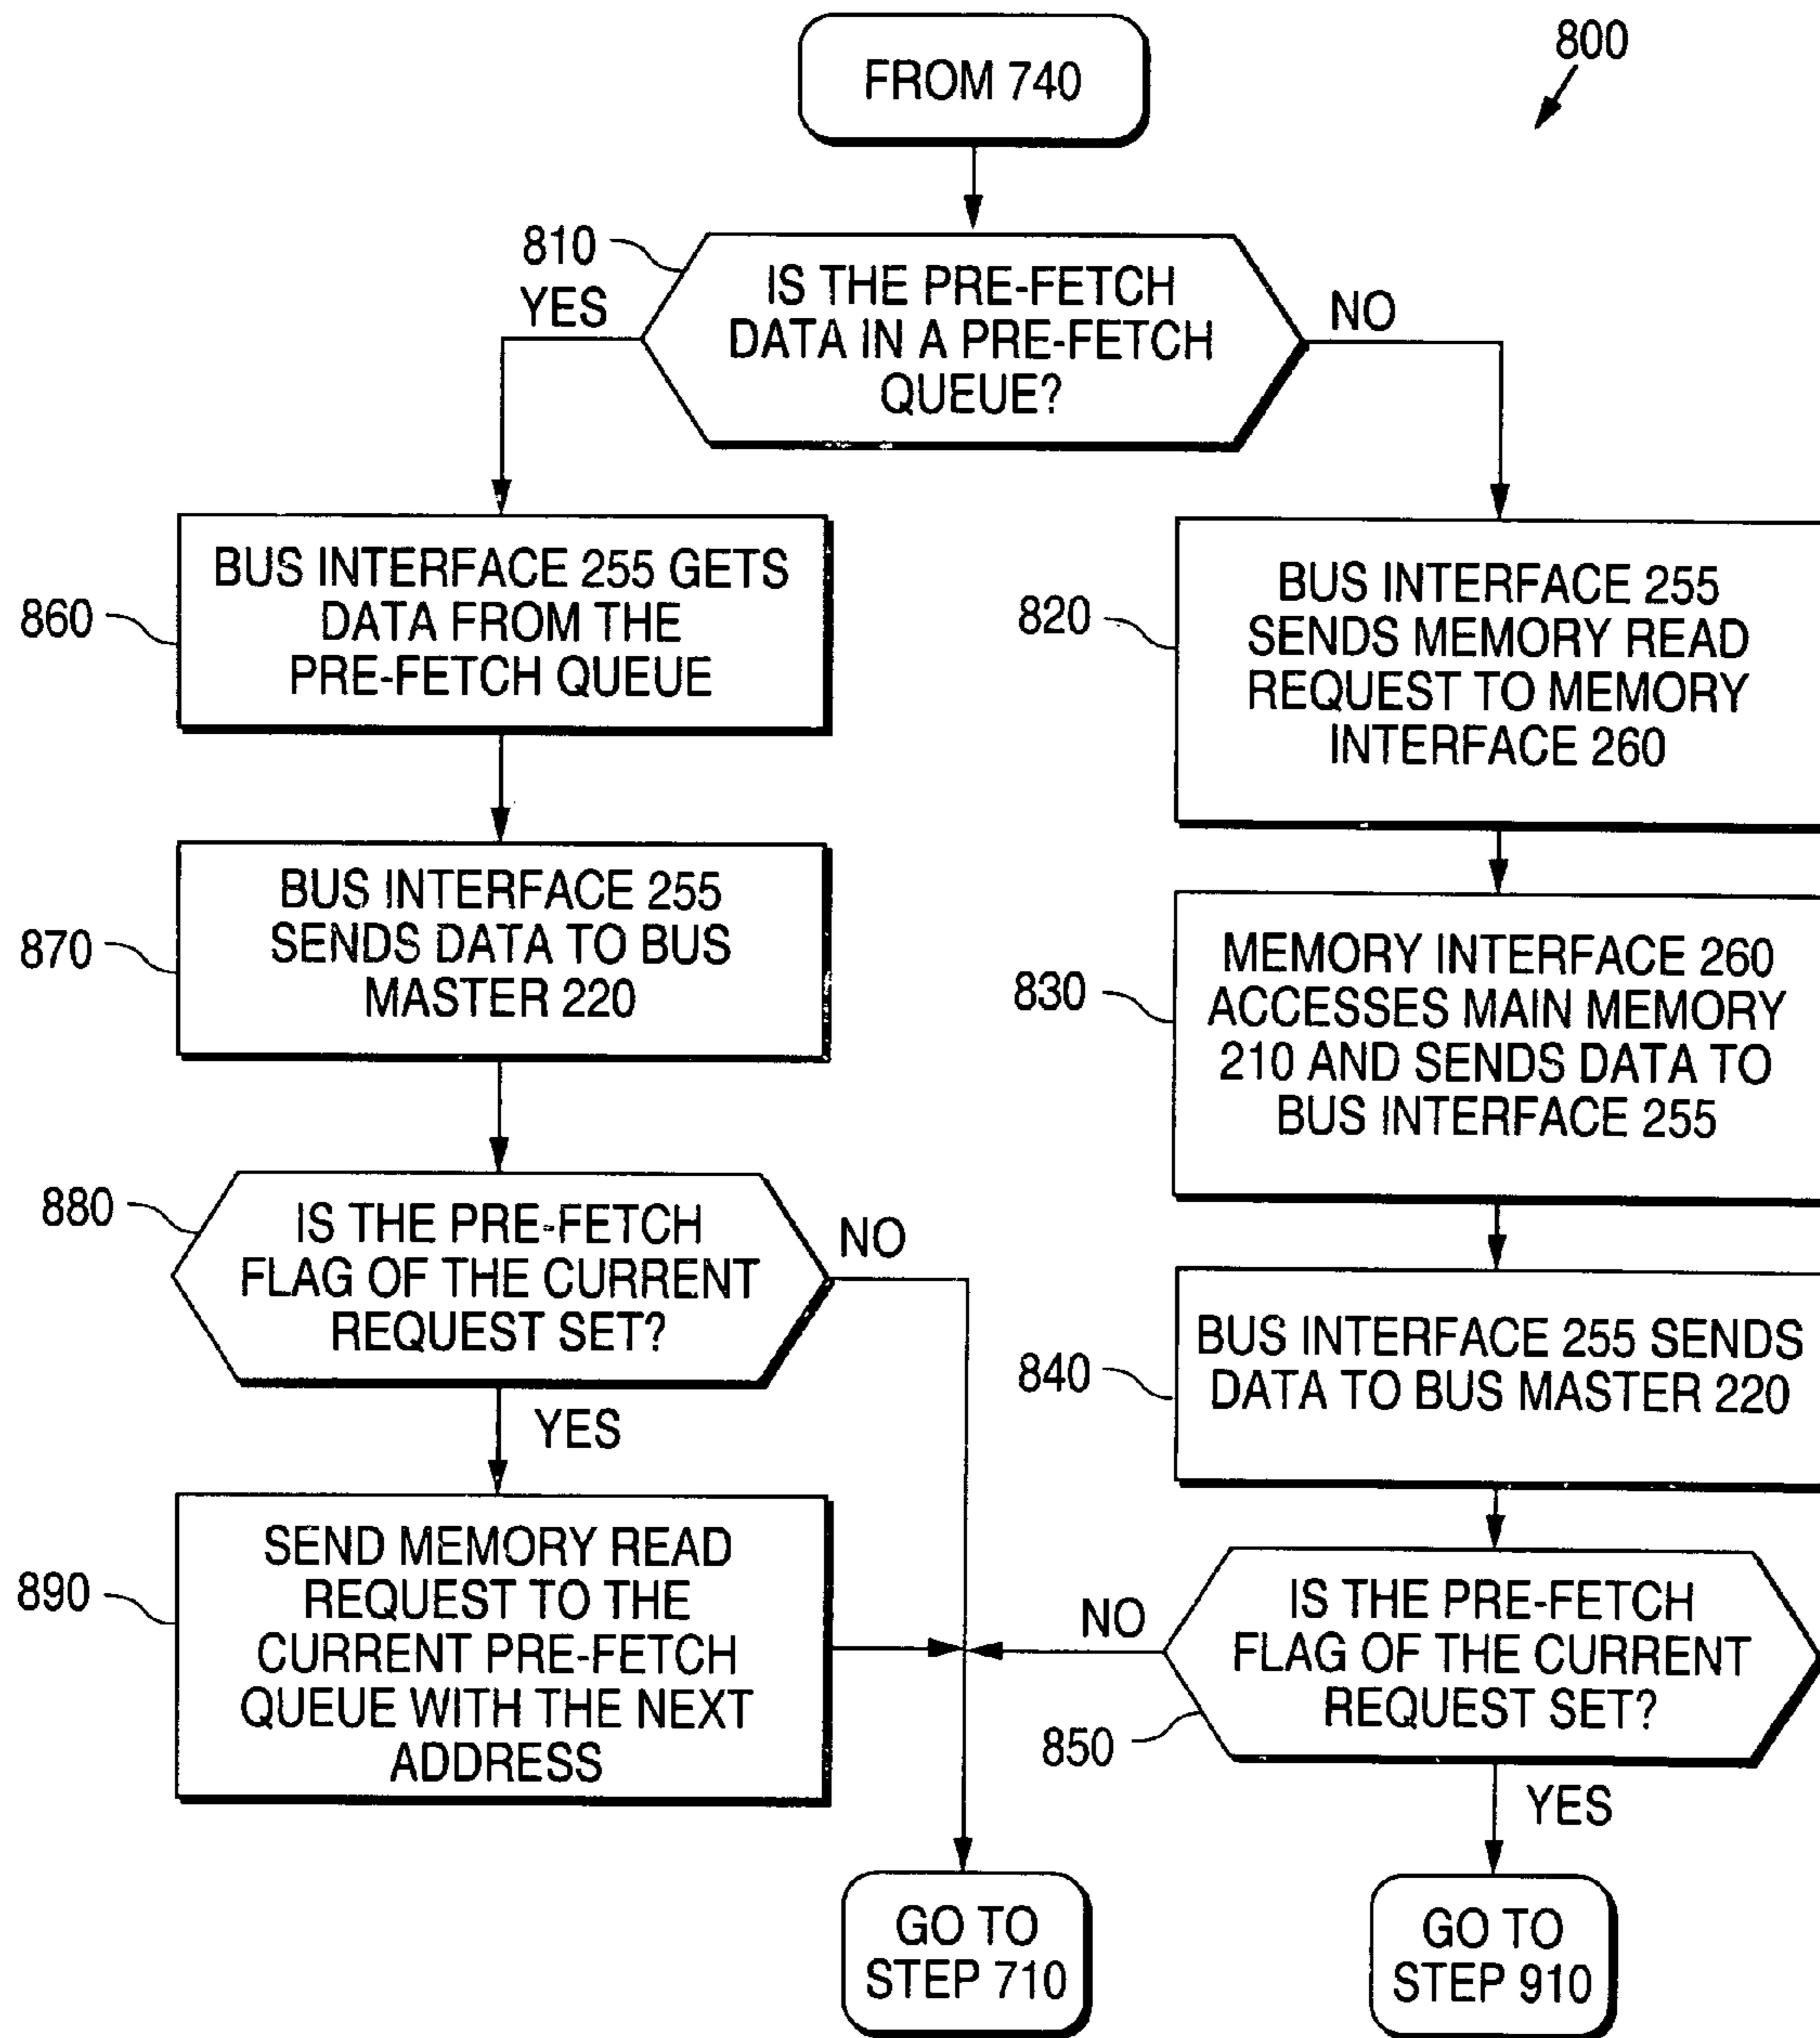 800
FROM 740
810
YES
IS THE PRE-FETCH
DATA IN A PRE-FETCH
QUEUE?
NO
860
BUS INTERFACE 255 GETS
DATA FROM THE
PRE-FETCH QUEUE
820
BUS INTERFACE 255
SENDS MEMORY READ
REQUEST TO MEMORY
INTERFACE 260
870
BUS INTERFACE 255
SENDS DATA TO BUS
MASTER 220
830
MEMORY INTERFACE 260
ACCESSES MAIN MEMORY
210 AND SENDS DATA TO
BUS INTERFACE 255
880
IS THE PRE-FETCH
FLAG OF THE CURRENT
REQUEST SET?
NO
YES
840
BUS INTERFACE 255 SENDS
DATA TO BUS MASTER 220
890
SEND MEMORY READ
REQUEST TO THE
CURRENT PRE-FETCH
QUEUE WITH THE NEXT
ADDRESS
NO
IS THE PRE-FETCH
FLAG OF THE CURRENT
REQUEST SET?
850
YES
GO TO
STEP 710
GO TO
STEP 910